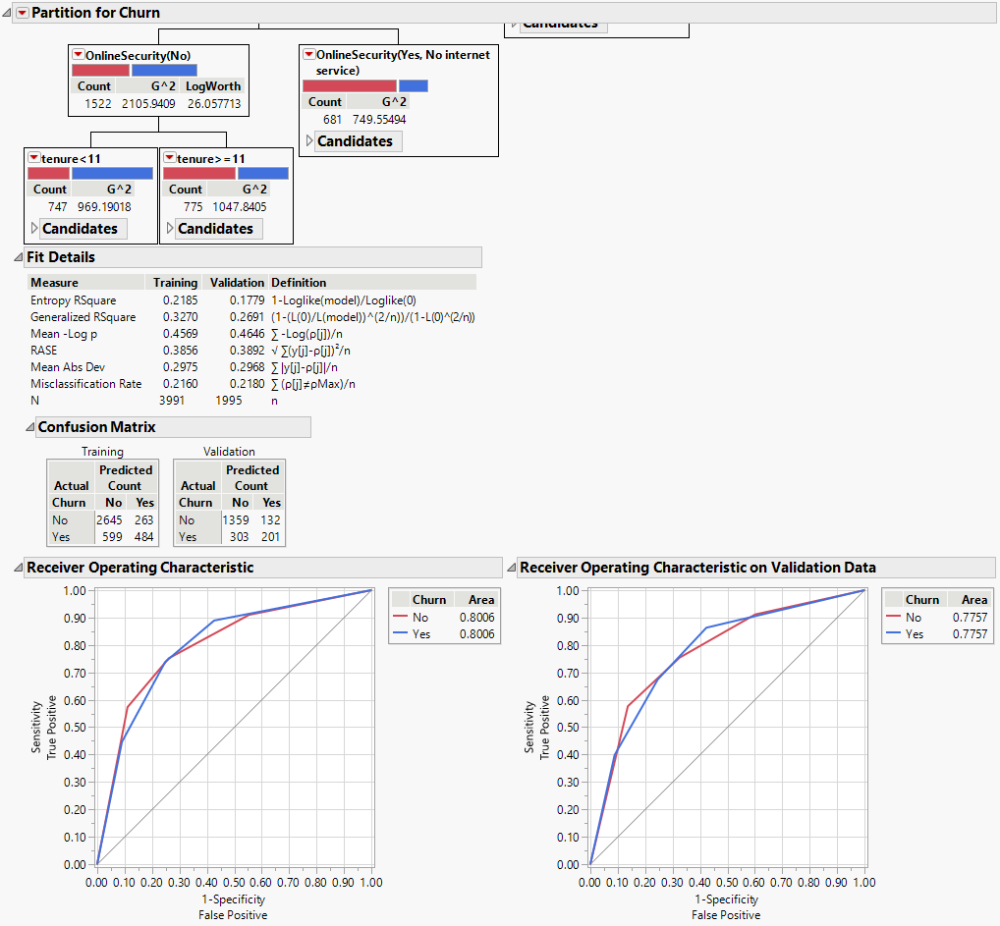 Partition for Churn
Candidates
OnlineSecurity(No)
Count G^2 LogWorth
1522 2105.9409 26.057713
OnlineSecurity(Yes, No internet
service)
Count G^2
681 749.55494
Candidates
tenure<11
Count G^2
747 969.19018
Candidates
tenure>=11
Count G^2
775 1047.8405
Candidates
Fit Details
Measure Training Validation Definition
Entropy RSquare 0.2185 0.1779 1-Loglike(model)/Loglike(0)
Generalized RSquare 0.3270 0.2691 (1-(L(0)/L(model))^(2/n))/(1-L(0)^(2/n))
Mean -Log p 0.4569 0.4646 ∑ -Log(ρ[j])/n
RASE 0.3856 0.3892 √ ∑(y[j]-ρ[j])²/n
Mean Abs Dev 0.2975 0.2968 ∑ |y[j]-ρ[j]|/n
Misclassification Rate 0.2160 0.2180 ∑ (ρ[j]≠ρMax)/n
N 3991 1995 n
Confusion Matrix
Training
Predicted
Actual Count
Churn No Yes
No 2645 263
Yes 599 484
Validation
Predicted
Actual Count
Churn No Yes
No 1359 132
Yes 303 201
Receiver Operating Characteristic
1.00
0.90
0.80
0.70
0.60
0.50
0.40
0.30
0.20
0.10
0.00
Sensitivity
True Positive
0.00 0.10 0.20 0.30 0.40 0.50 0.60 0.70 0.80 0.90 1.00
1-Specificity
False Positive
Churn Area
No 0.8006
Yes 0.8006
Receiver Operating Characteristic on Validation Data
1.00
0.90
0.80
0.70
0.60
0.50
0.40
0.30
0.20
0.10
0.00
Sensitivity
True Positive
0.00 0.10 0.20 0.30 0.40 0.50 0.60 0.70 0.80 0.90 1.00
1-Specificity
False Positive
Churn Area
No 0.7757
Yes 0.7757